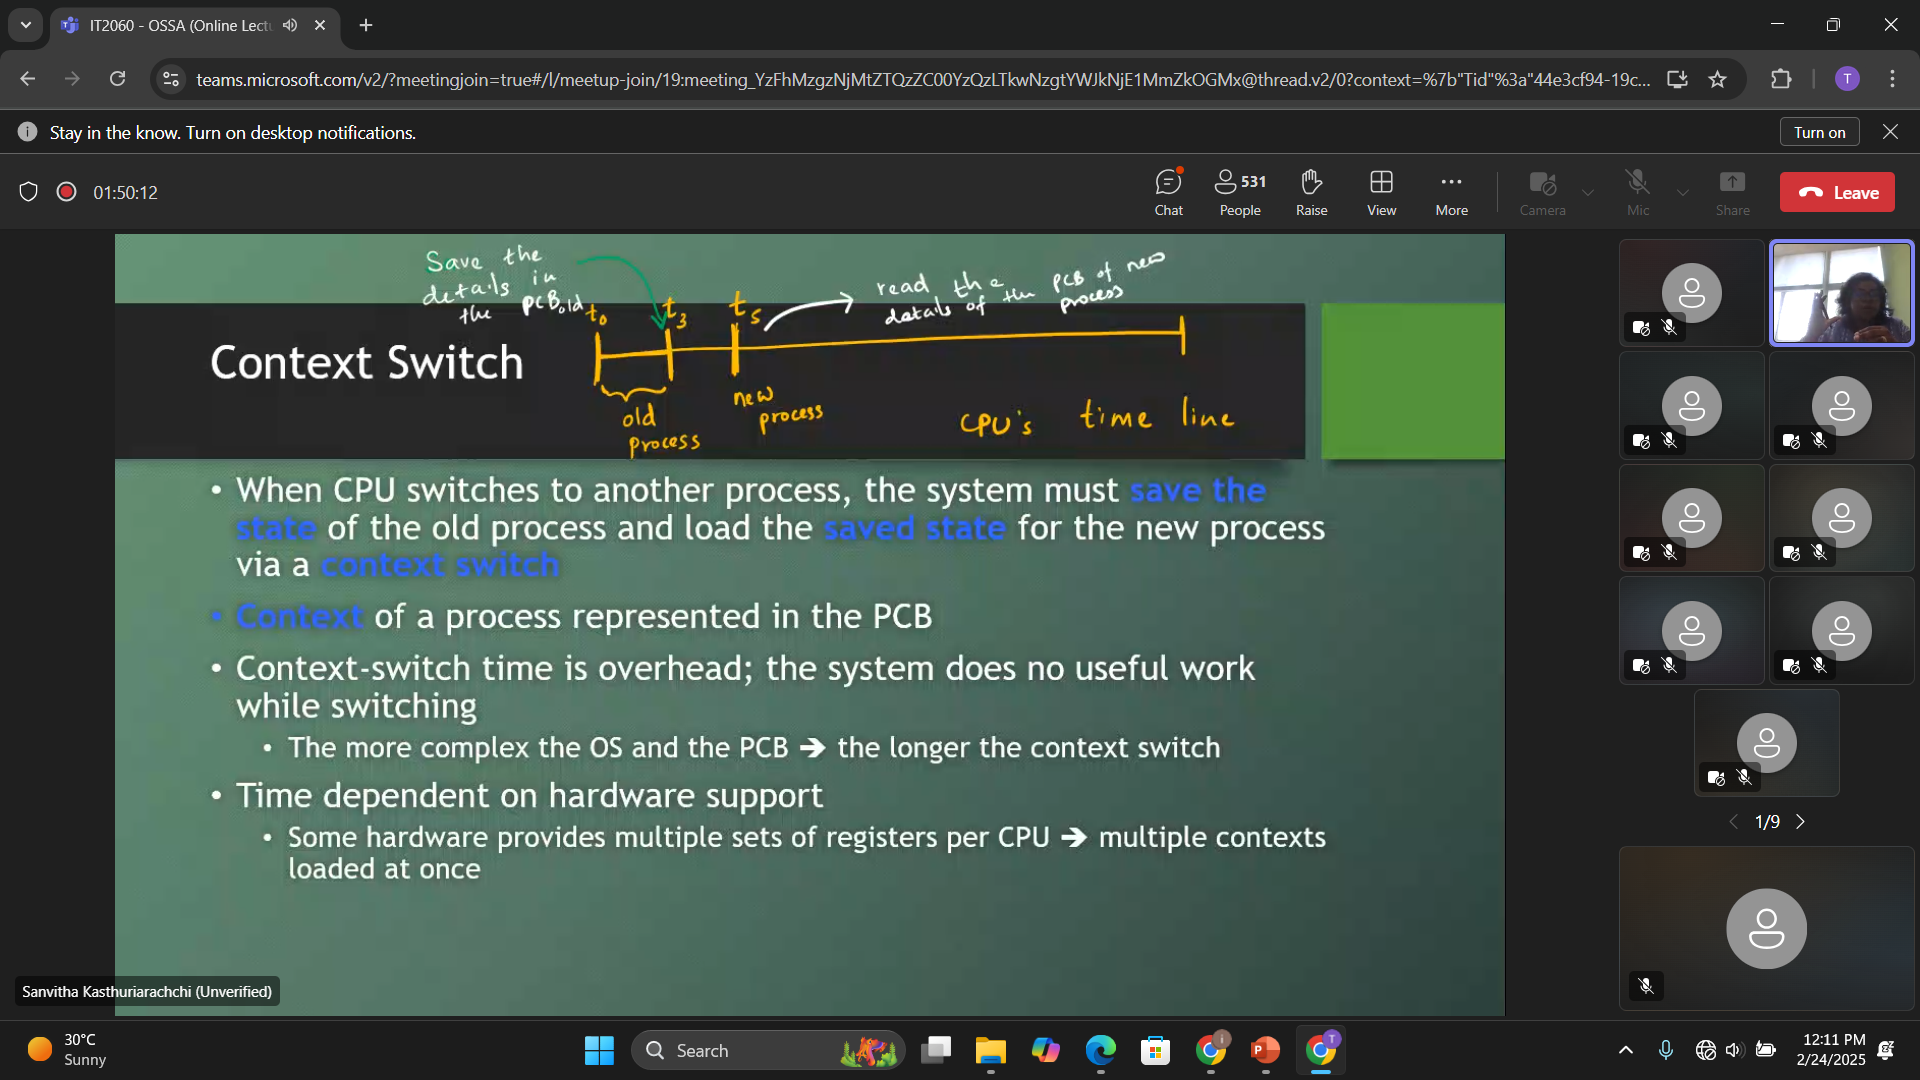 IT2060 - OSSA (Online Lectu
teams.microsoft.com/v2/?meetingjoin=true#/l/meetup-join/19:meeting_YzFhMzgzNjMtZTQzZC00YzQzLTkwNzgtYWJkNjE1MmZkOGMx@thread.v2/0?context=%7b"Tid"%3a"44e3cf94-19c...
T
Stay in the know. Turn on desktop notifications.
Turn on
01:50:12
Chat
531
People
Raise
View
More
Camera
Mic
Share
Leave
Save the
details in
the PCBold
t0
t3
t5
read the
details of the PCB of new
process
Context Switch
old
process
new
process
CPU's time line
• When CPU switches to another process, the system must save the
state of the old process and load the saved state for the new process
via a context switch
• Context of a process represented in the PCB
• Context-switch time is overhead; the system does no useful work
while switching
• The more complex the OS and the PCB ➔ the longer the context switch
• Time dependent on hardware support
• Some hardware provides multiple sets of registers per CPU ➔ multiple contexts
loaded at once
1/9
Sanvitha Kasthuriarachchi (Unverified)
30°C
Sunny
Search
12:11 PM
2/24/2025